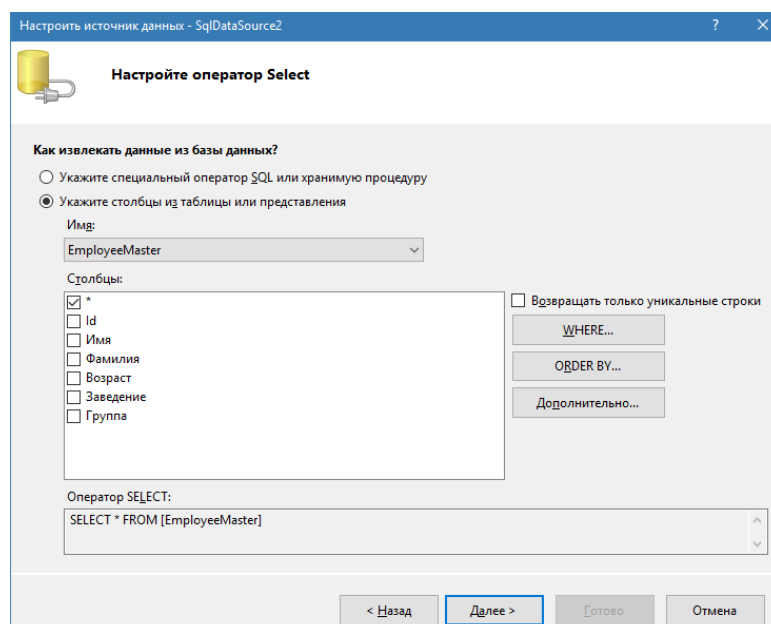 Настроить источник данных - SqlDataSource2
?
Настройте оператор Select
Как извлекать данные из базы данных?
Укажите специальный оператор SQL или хранимую процедуру
Укажите столбцы из таблицы или представления
Имя:
EmployeeMaster
Столбцы:
*
Id
Имя
Фамилия
Возраст
Заведение
Группа
Возвращать только уникальные строки
WHERE...
ORDER BY...
Дополнительно...
Оператор SELECT:
SELECT * FROM [EmployeeMaster]
< Назад
Далее >
Готово
Отмена